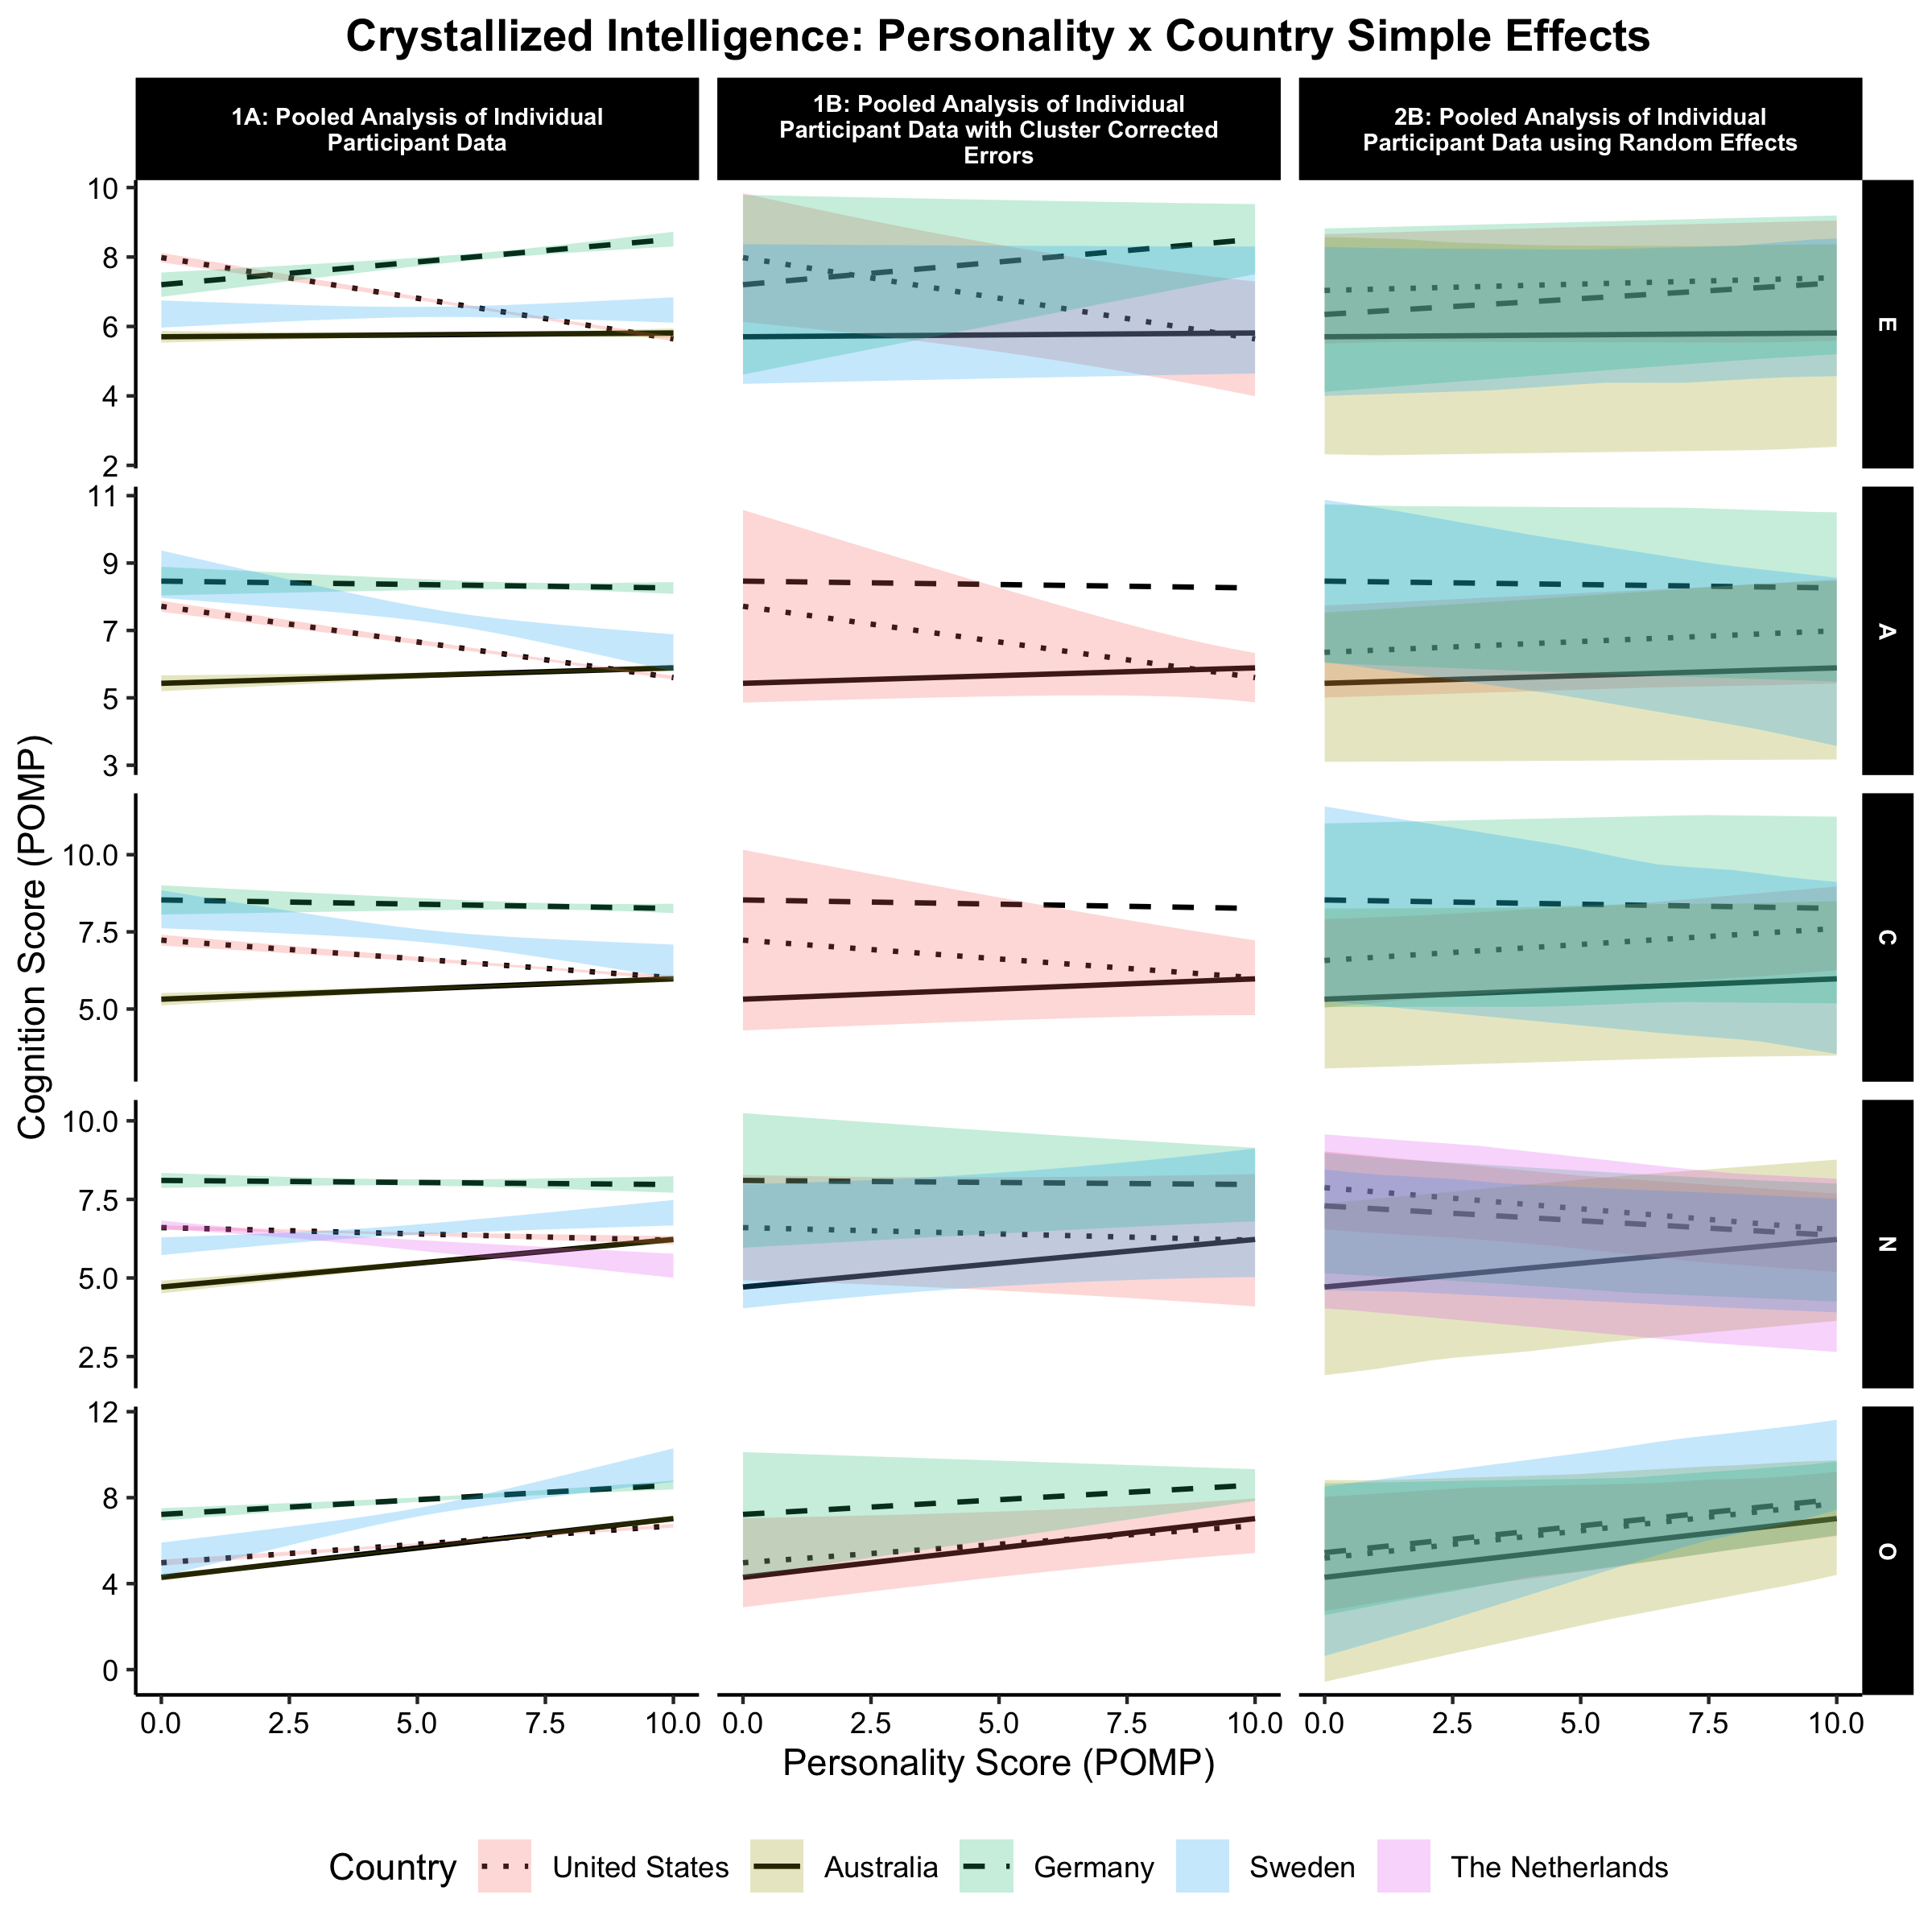 Crystallized Intelligence: Personality x Country Simple Effects
1A: Pooled Analysis of Individual
Participant Data
1B: Pooled Analysis of Individual
Participant Data with Cluster Corrected
Errors
2B: Pooled Analysis of Individual
Participant Data using Random Effects
Cognition Score (POMP)
10
8
6
4
2
E
11
9
7
5
3
A
10.0
7.5
5.0
C
10.0
7.5
5.0
2.5
N
12
8
4
0
O
0.0 2.5 5.0 7.5 10.0 0.0 2.5 5.0 7.5 10.0 0.0 2.5 5.0 7.5 10.0
Personality Score (POMP)
Country United States Australia Germany Sweden The Netherlands